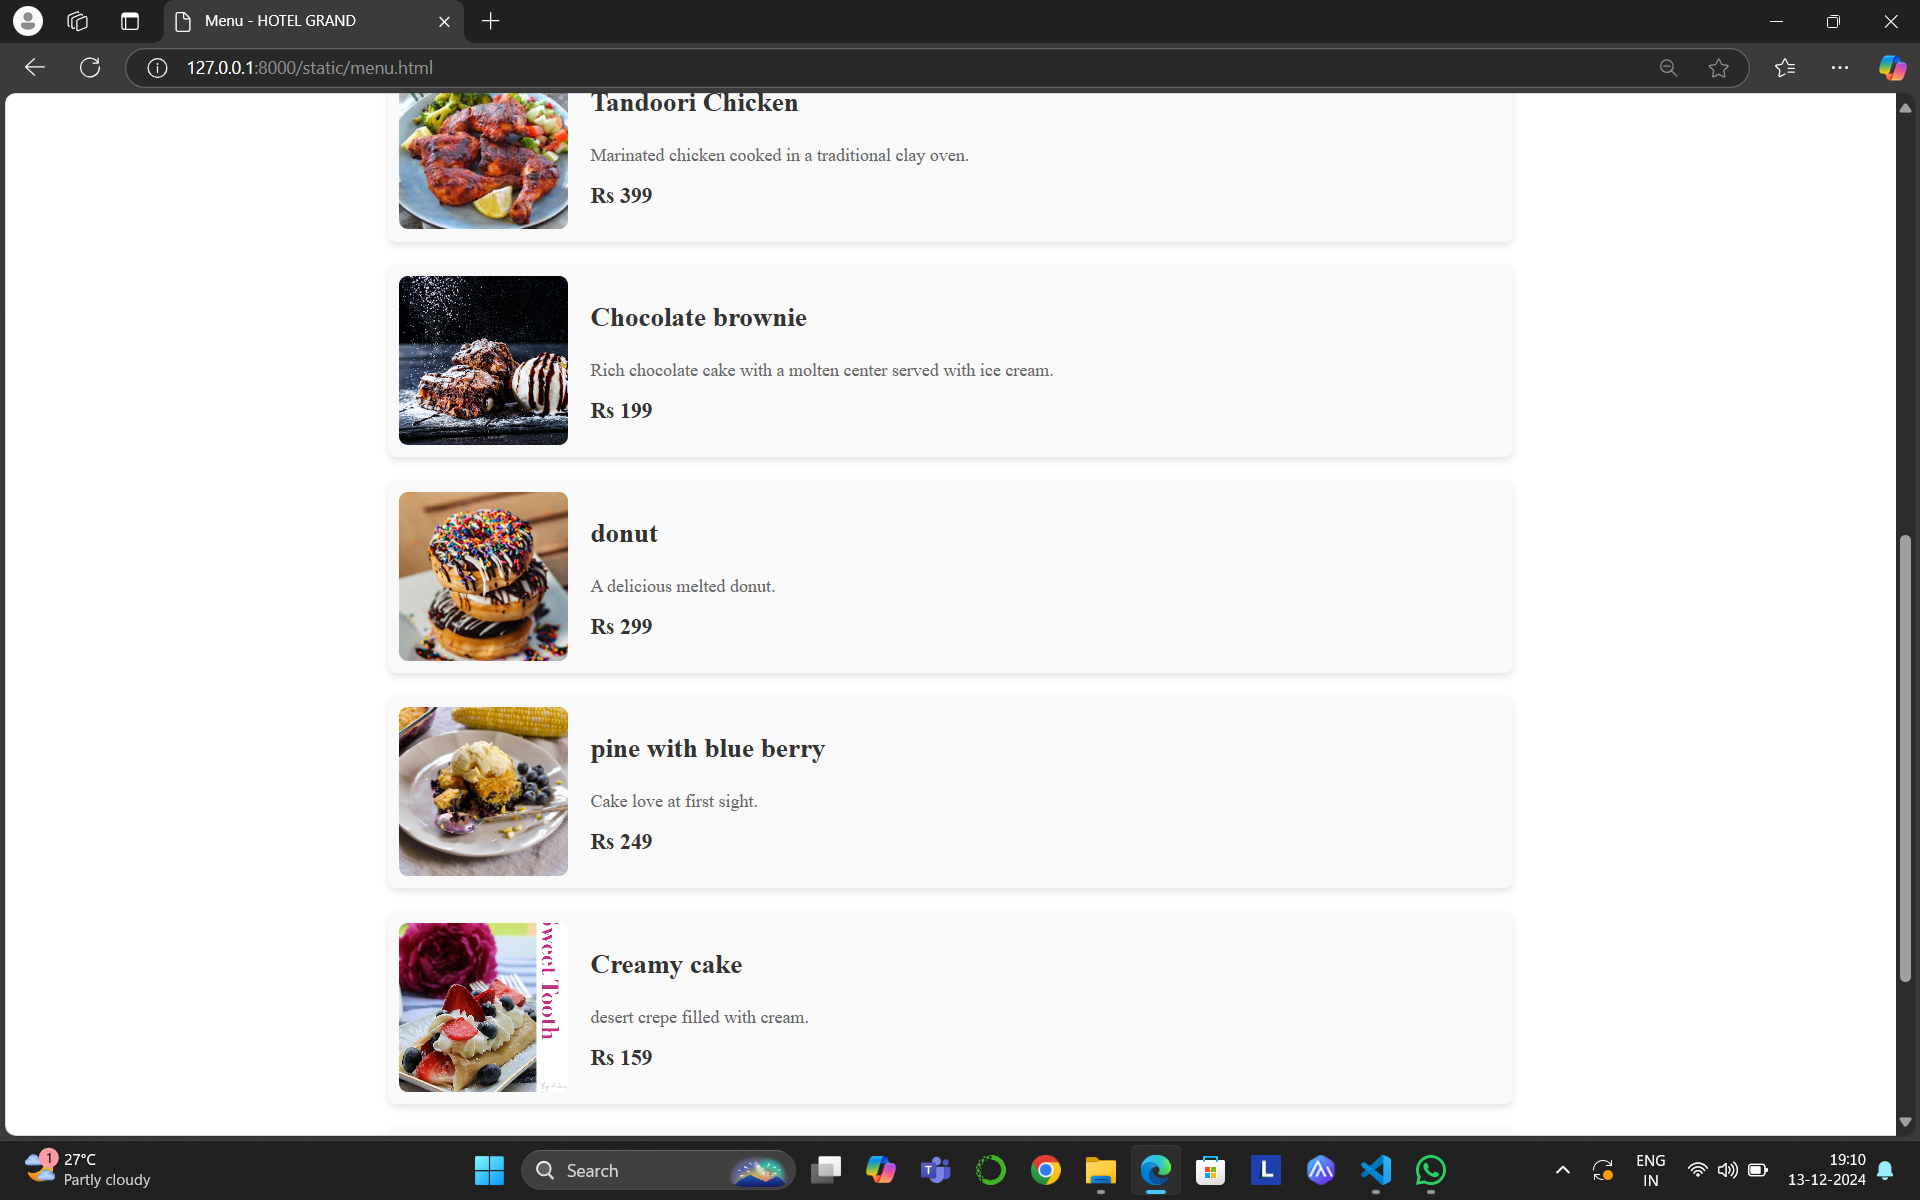 Menu - HOTEL GRAND
127.0.0.1:8000/static/menu.html
Tandoori Chicken
Marinated chicken cooked in a traditional clay oven.
Rs 399
Chocolate brownie
Rich chocolate cake with a molten center served with ice cream.
Rs 199
donut
A delicious melted donut.
Rs 299
pine with blue berry
Cake love at first sight.
Rs 249
Creamy cake
desert crepe filled with cream.
Rs 159
Sweet Tooth
1
27°C
Partly cloudy
Search
T
L
ENG
IN
19:10
13-12-2024